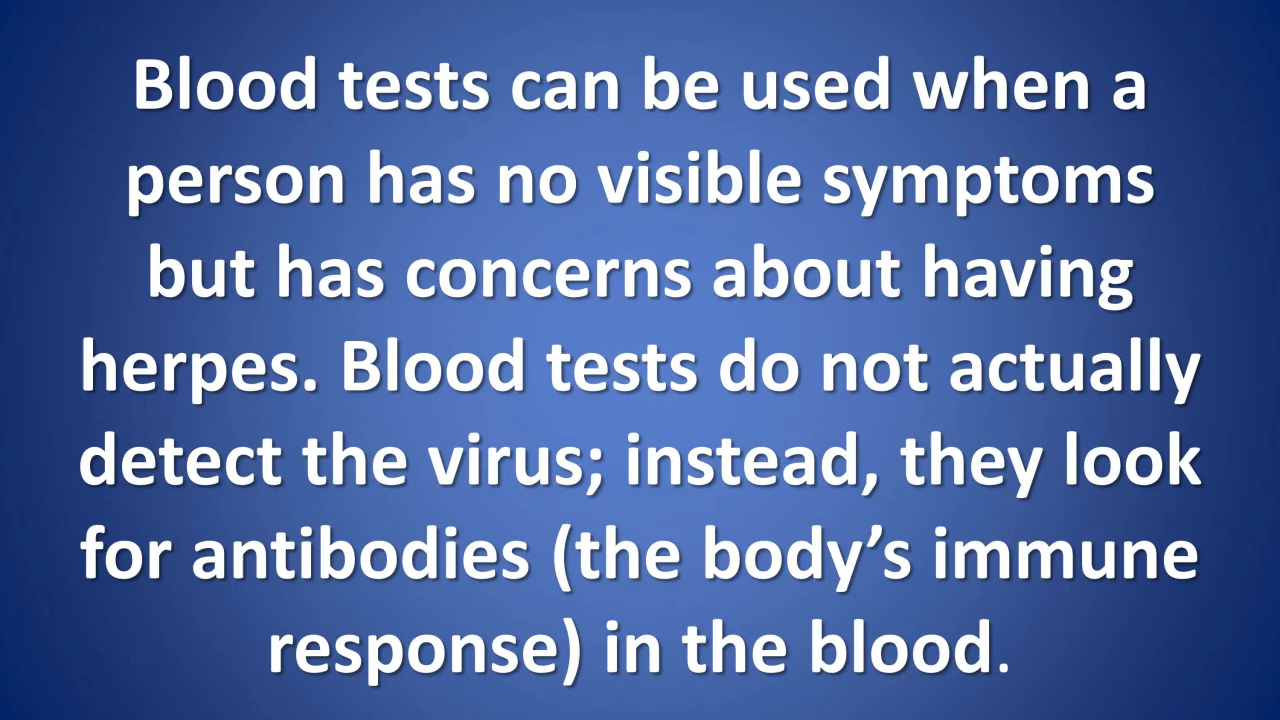 Blood tests can be used when a
person has no visible symptoms
but has concerns about having
herpes. Blood tests do not actually
detect the virus; instead, they look
for antibodies (the body’s immune
response) in the blood.